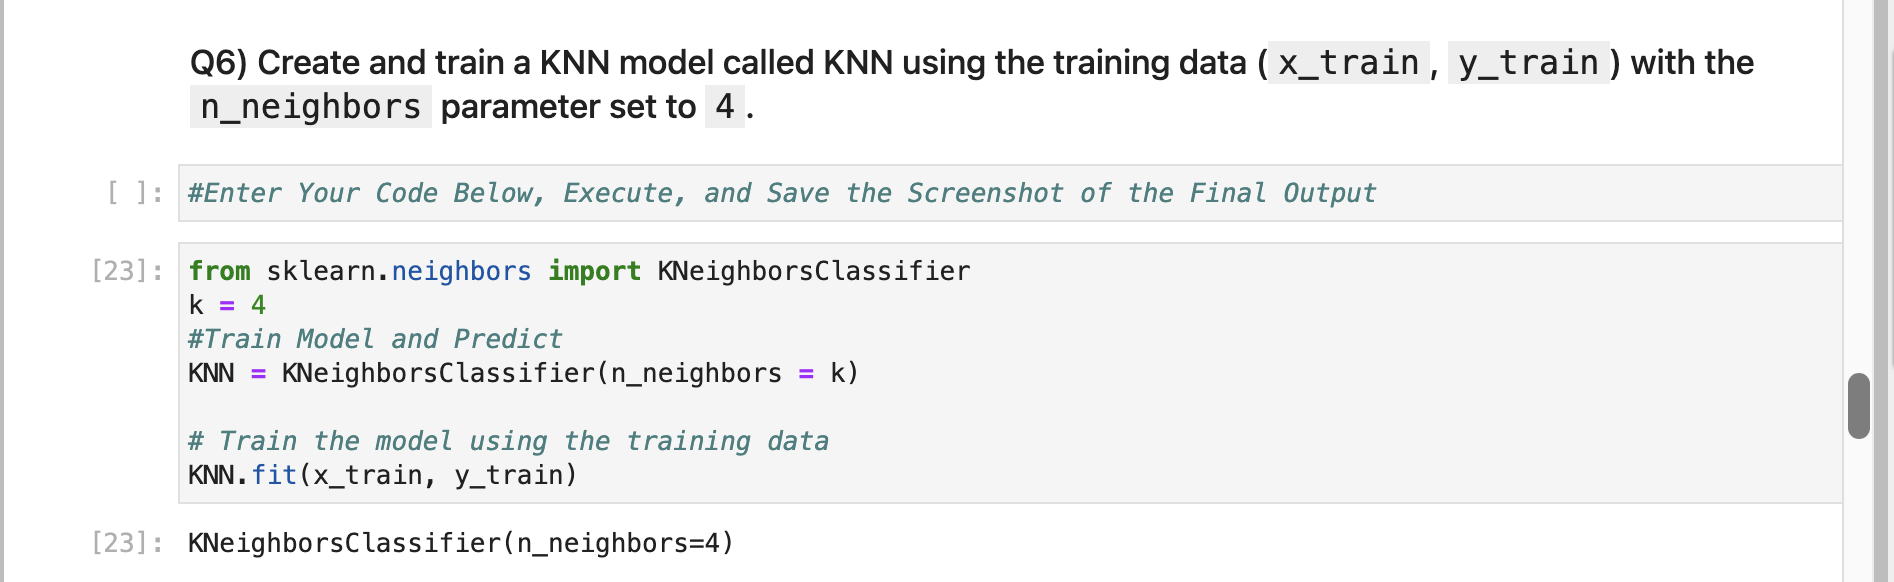 Q6) Create and train a KNN model called KNN using the training data ( x_train , y_train ) with the
n_neighbors parameter set to 4 .
[ ]: #Enter Your Code Below, Execute, and Save the Screenshot of the Final Output
[23]: from sklearn.neighbors import KNeighborsClassifier
k = 4
#Train Model and Predict
KNN = KNeighborsClassifier(n_neighbors = k)
# Train the model using the training data
KNN.fit(x_train, y_train)
[23]: KNeighborsClassifier(n_neighbors=4)